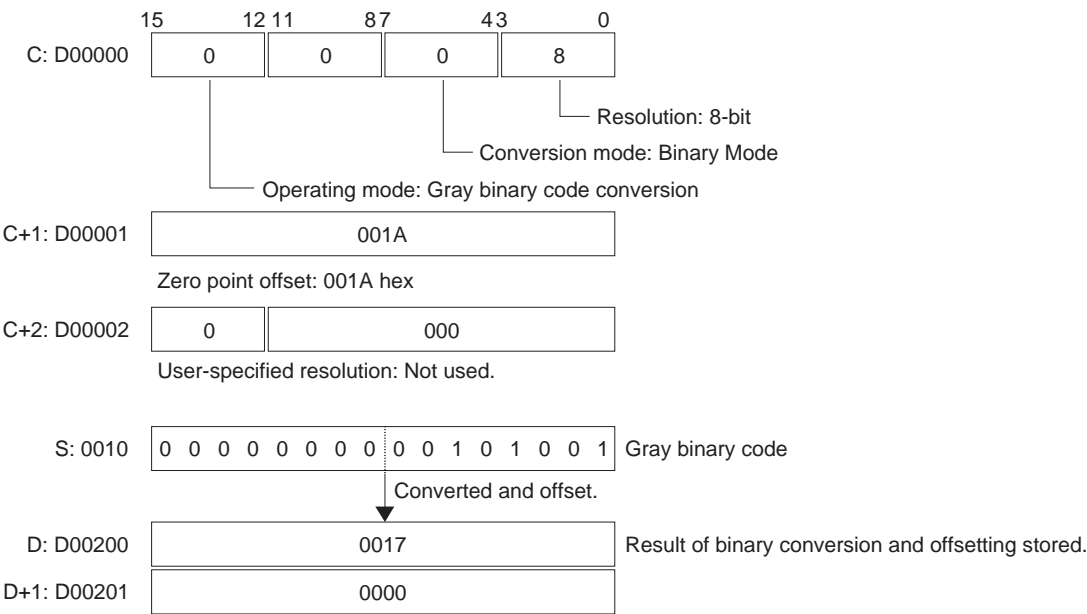 15 12 11 8 7 4 3 0
C: D00000 0 0 0 8
Resolution: 8-bit
Conversion mode: Binary Mode
Operating mode: Gray binary code conversion
C+1: D00001 001A
Zero point offset: 001A hex
C+2: D00002 0 000
User-specified resolution: Not used.
S: 0010 0 0 0 0 0 0 0 0 0 0 1 0 1 0 0 1 Gray binary code
Converted and offset.
D: D00200 0017 Result of binary conversion and offsetting stored.
D+1: D00201 0000